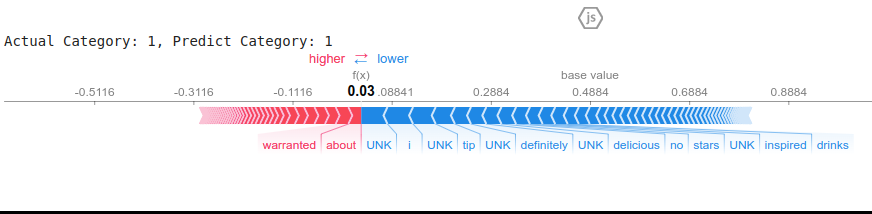 js
Actual Category: 1, Predict Category: 1
higher ⇄ lower
f(x) base value
-0.5116 -0.3116 -0.1116 0.03 .08841 0.2884 0.4884 0.6884 0.8884
warranted about UNK i UNK tip UNK definitely UNK delicious no stars UNK inspired drinks